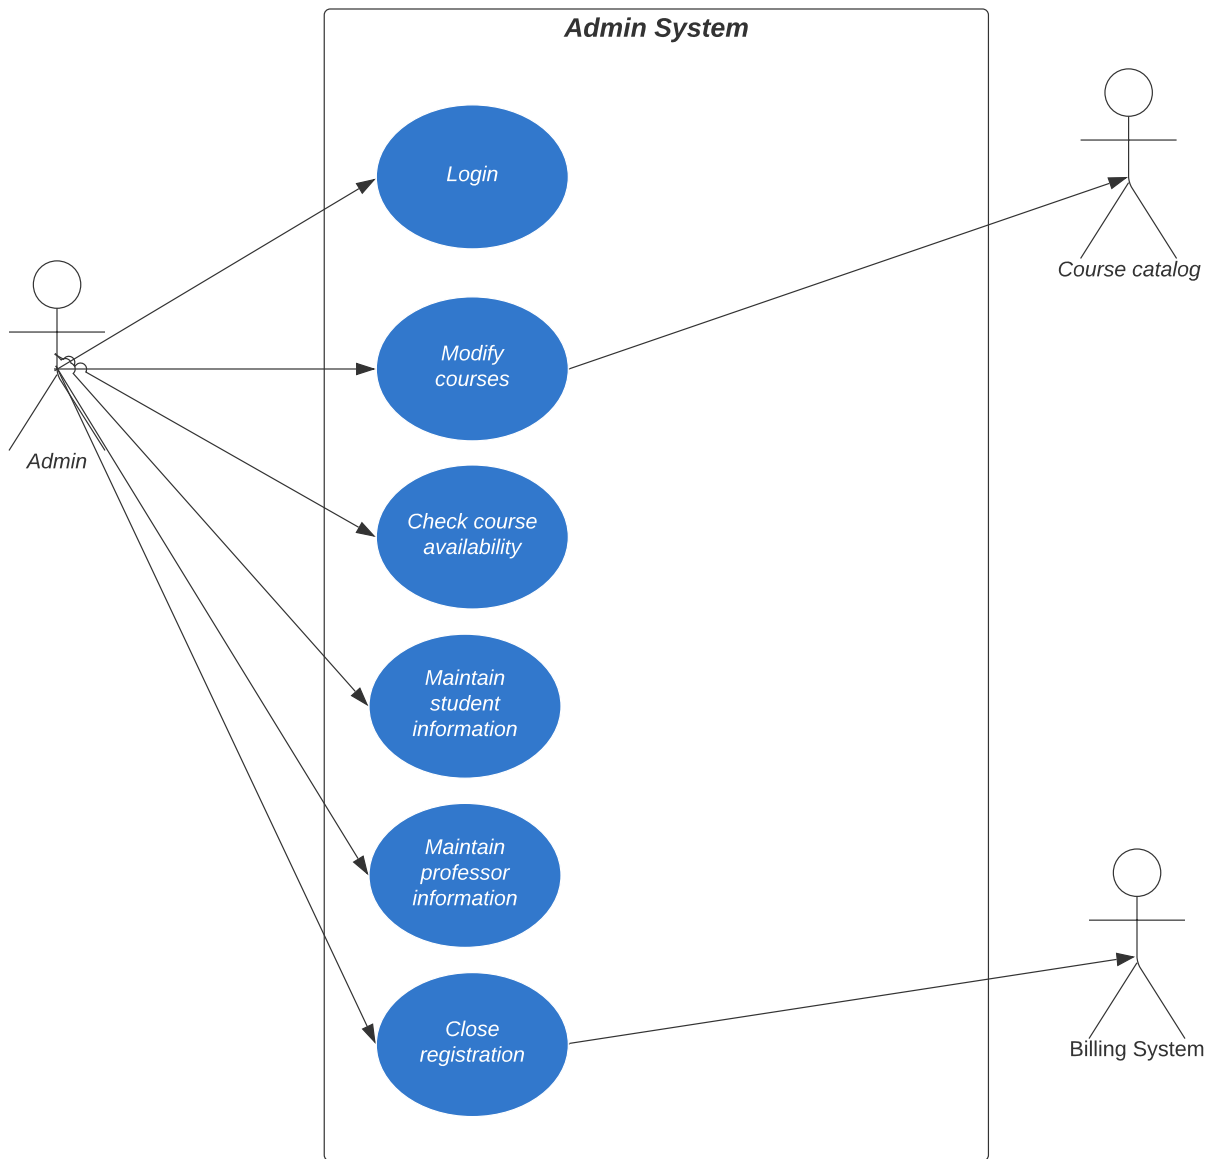 Admin System
Login
Course catalog
Modify
courses
Admin
Check course
availability
Maintain
student
information
Maintain
professor
information
Close
registration
Billing System